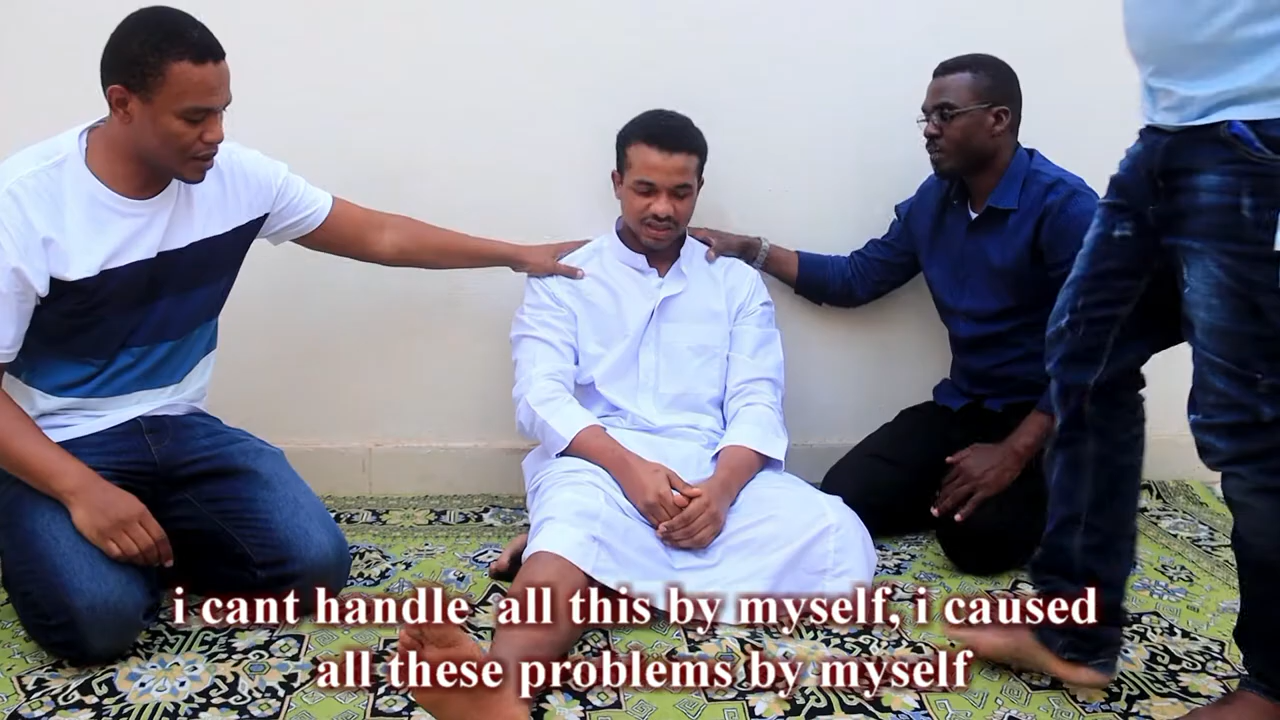 i cant handle  all this by myself, i caused
all these problems by myself